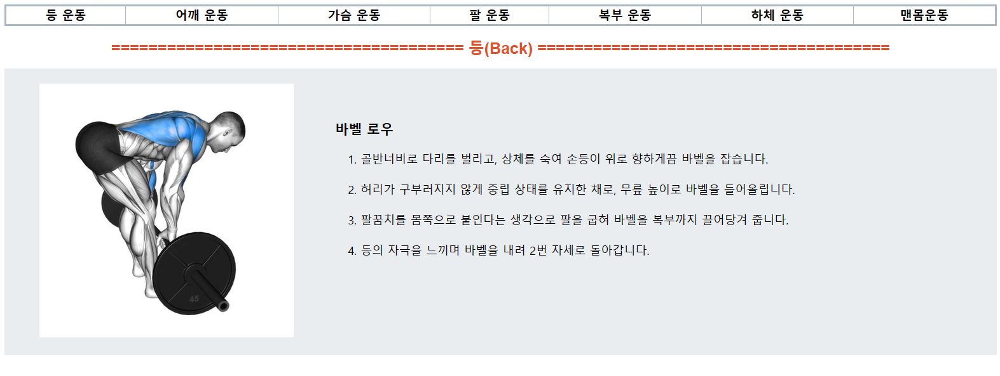 등 운동 어깨 운동 가슴 운동 팔 운동 복부 운동 하체 운동 맨몸운동
====================================== 등(Back) ======================================
바벨 로우
1. 골반너비로 다리를 벌리고, 상체를 숙여 손등이 위로 향하게끔 바벨을 잡습니다.
2. 허리가 구부러지지 않게 중립 상태를 유지한 채로, 무릎 높이로 바벨을 들어올립니다.
3. 팔꿈치를 몸쪽으로 붙인다는 생각으로 팔을 굽혀 바벨을 복부까지 끌어당겨 줍니다.
4. 등의 자극을 느끼며 바벨을 내려 2번 자세로 돌아갑니다.
45